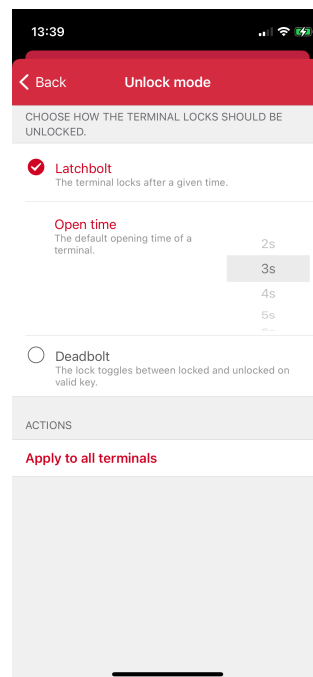 13:39
Back
Unlock mode
CHOOSE HOW THE TERMINAL LOCKS SHOULD BE
UNLOCKED.
Latchbolt
The terminal locks after a given time.
Open time
The default opening time of a
terminal.
2s
3s
4s
5s
Deadbolt
The lock toggles between locked and unlocked on
valid key.
ACTIONS
Apply to all terminals